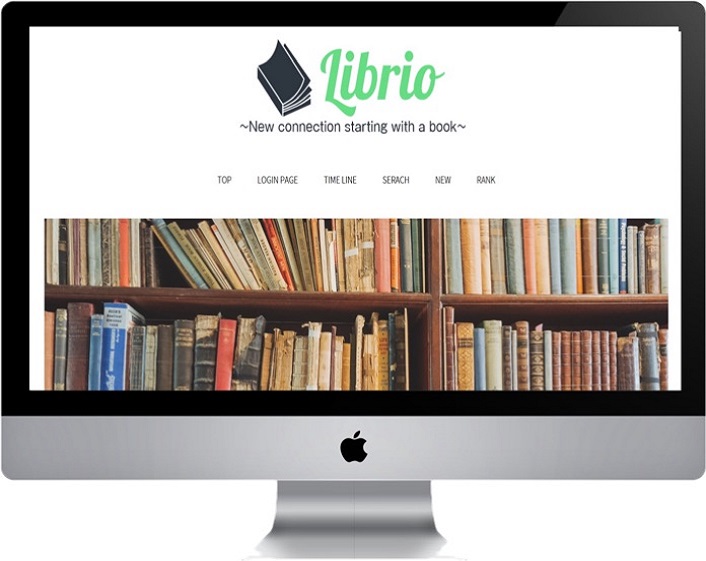 Librio
~New connection starting with a book~
TOP LOGIN PAGE TIME LINE SERACH NEW RANK